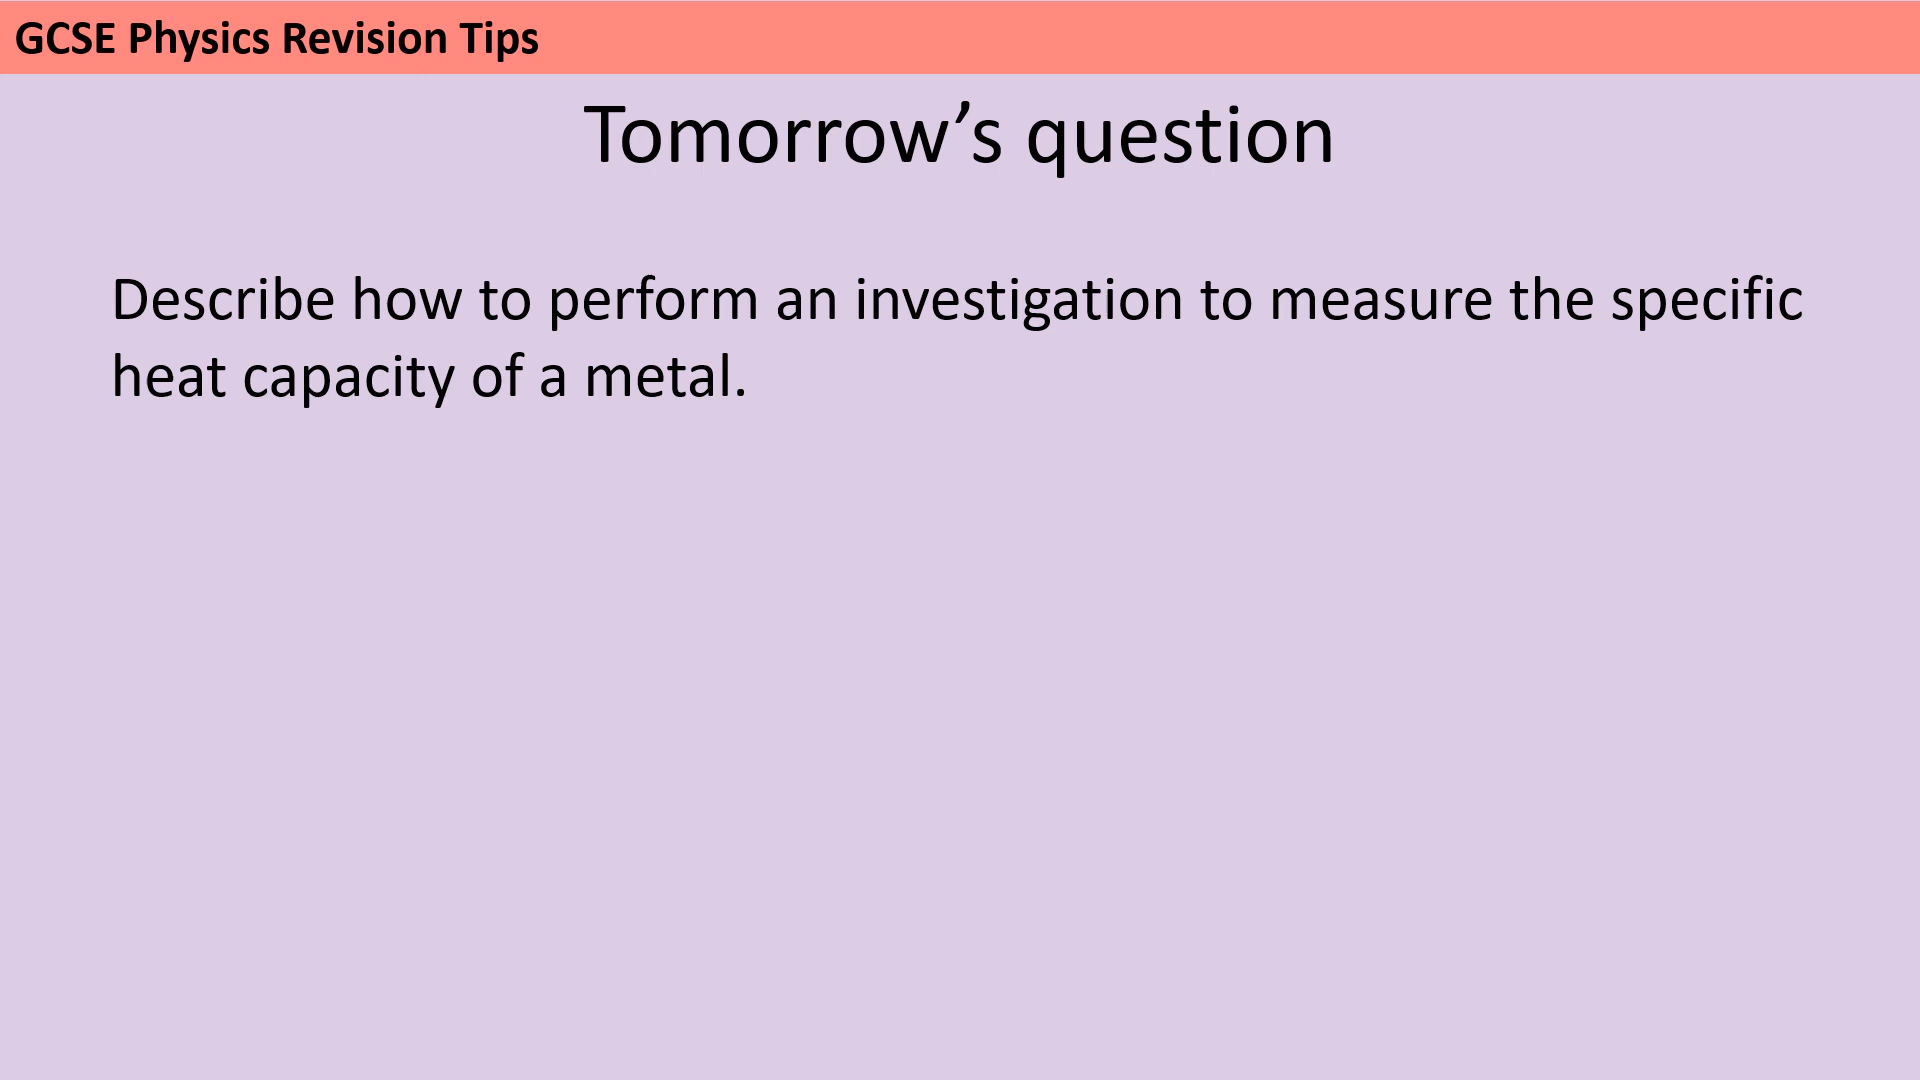 GCSE Physics Revision Tips
Tomorrow’s question
Describe how to perform an investigation to measure the specific
heat capacity of a metal.